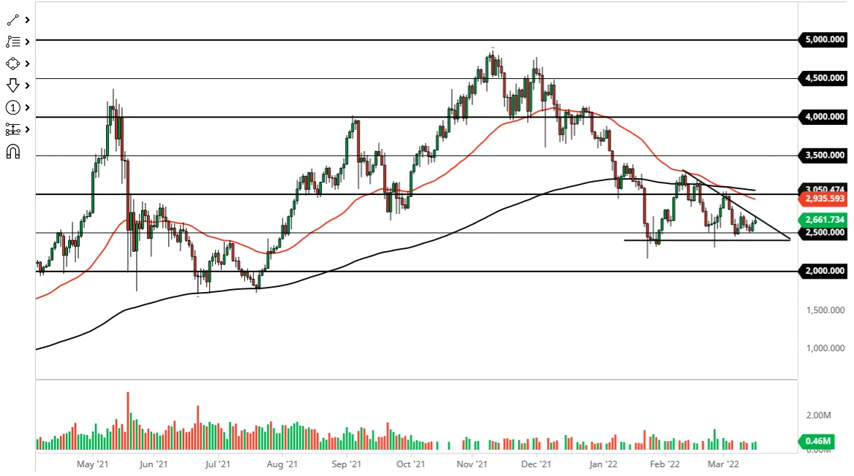 5,000.000
4,500.000
4,000.000
3,500.000
3,050.474
2,935.593
2,661.734
2,500.000
2,000.000
1,500.000
1,000.000
2.00M
0.46M
May '21
Jun '21
Jul '21
Aug '21
Sep '21
Oct '21
Nov '21
Dec '21
Jan '22
Feb '22
Mar '22
1